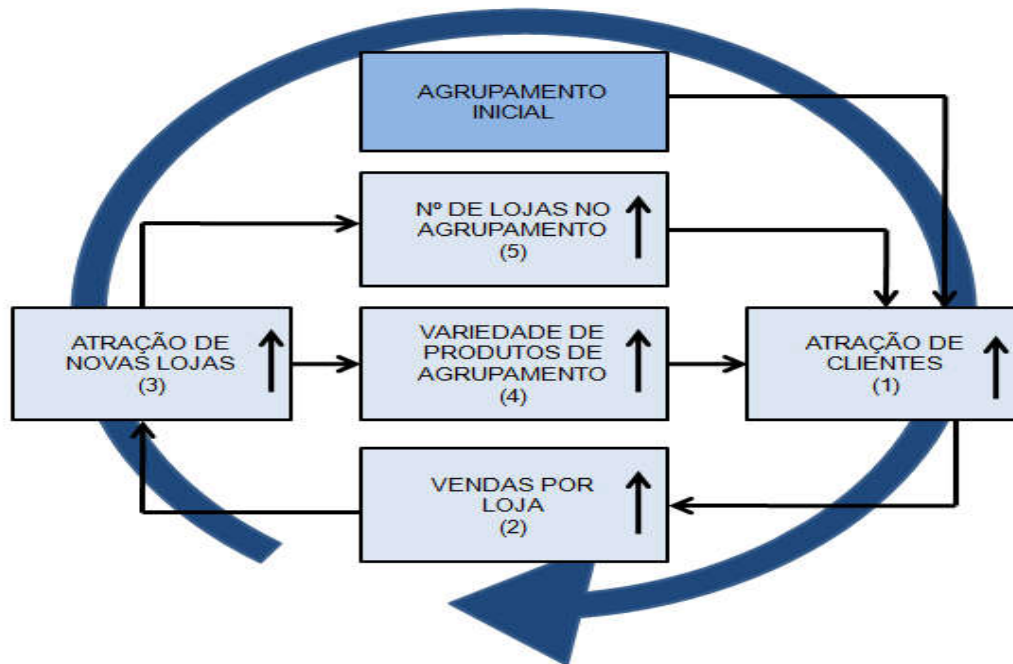 AGRUPAMENTO
INICIAL
Nº DE LOJAS NO
AGRUPAMENTO
(5)
ATRAÇÃO DE
NOVAS LOJAS
(3)
VARIEDADE DE
PRODUTOS DE
AGRUPAMENTO
(4)
ATRAÇÃO DE
CLIENTES
(1)
VENDAS POR
LOJA
(2)